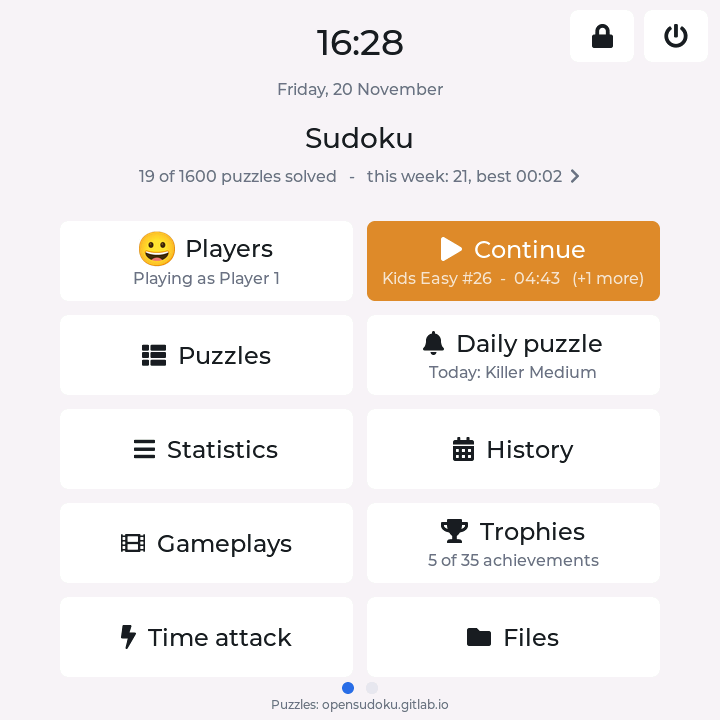 16:28
Friday, 20 November
Sudoku
19 of 1600 puzzles solved - this week: 21, best 00:02
Players
Playing as Player 1
Continue
Kids Easy #26 - 04:43 (+1 more)
Puzzles
Daily puzzle
Today: Killer Medium
Statistics
History
Gameplays
Trophies
5 of 35 achievements
Time attack
Files
Puzzles: opensudoku.gitlab.io